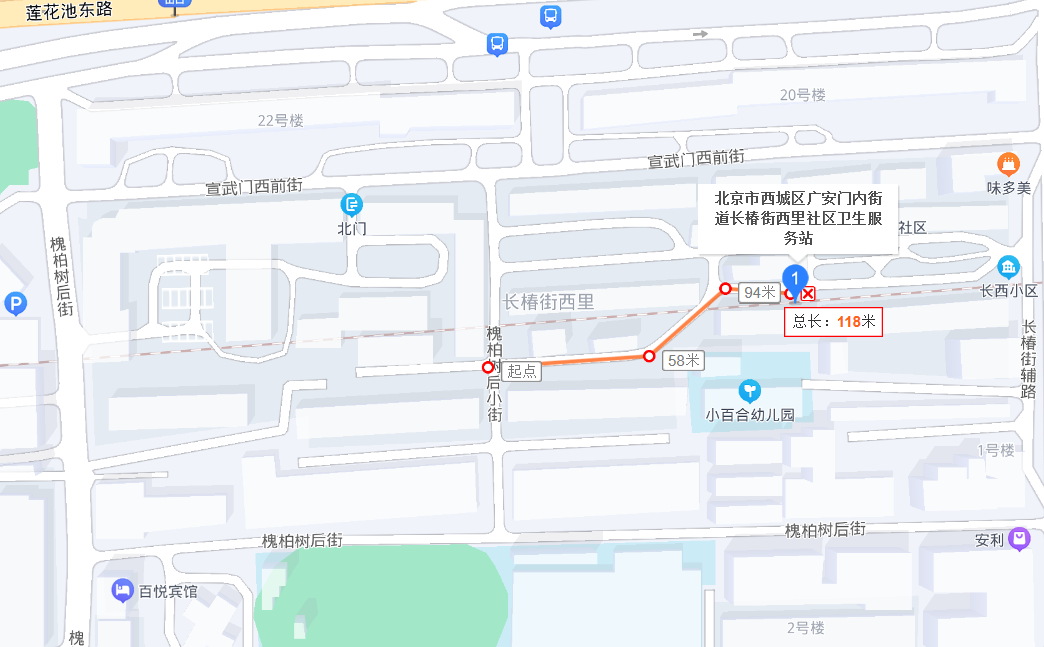 莲花池东路
20号楼
22号楼
宣武门西前街
宣武门西前街
味多美
北京市西城区广安门内街
道长椿街西里社区卫生服
务站
社区
北门
槐柏树后街
P
1
长西小区
94米
长椿街西里
总长：118米
槐柏树后小街
长椿街辅路
58米
起点
小百合幼儿园
1号楼
槐柏树后街
槐柏树后街
安利
百悦宾馆
2号楼
槐